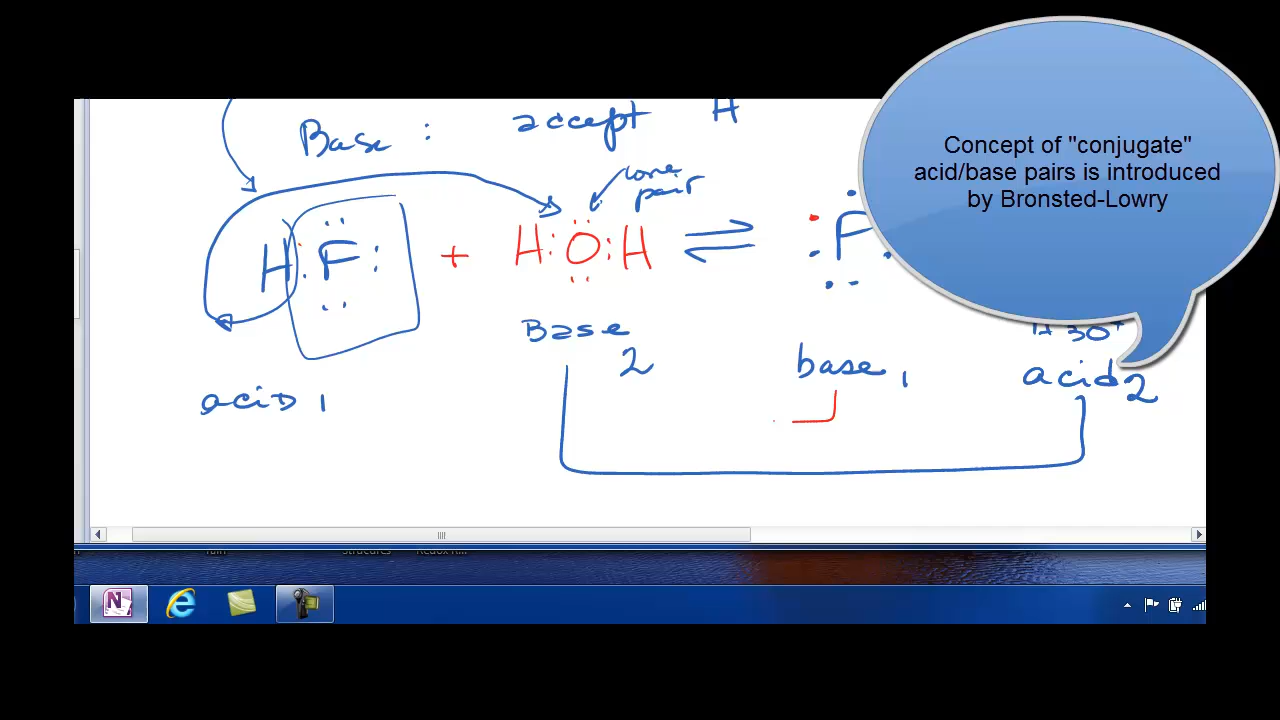 Base : accept H
Concept of "conjugate"
acid/base pairs is introduced
by Bronsted-Lowry
lone
pair
H : F : + H : O : H ⇌ : F
H3O+
Base 2
base 1
acid 2
acid 1